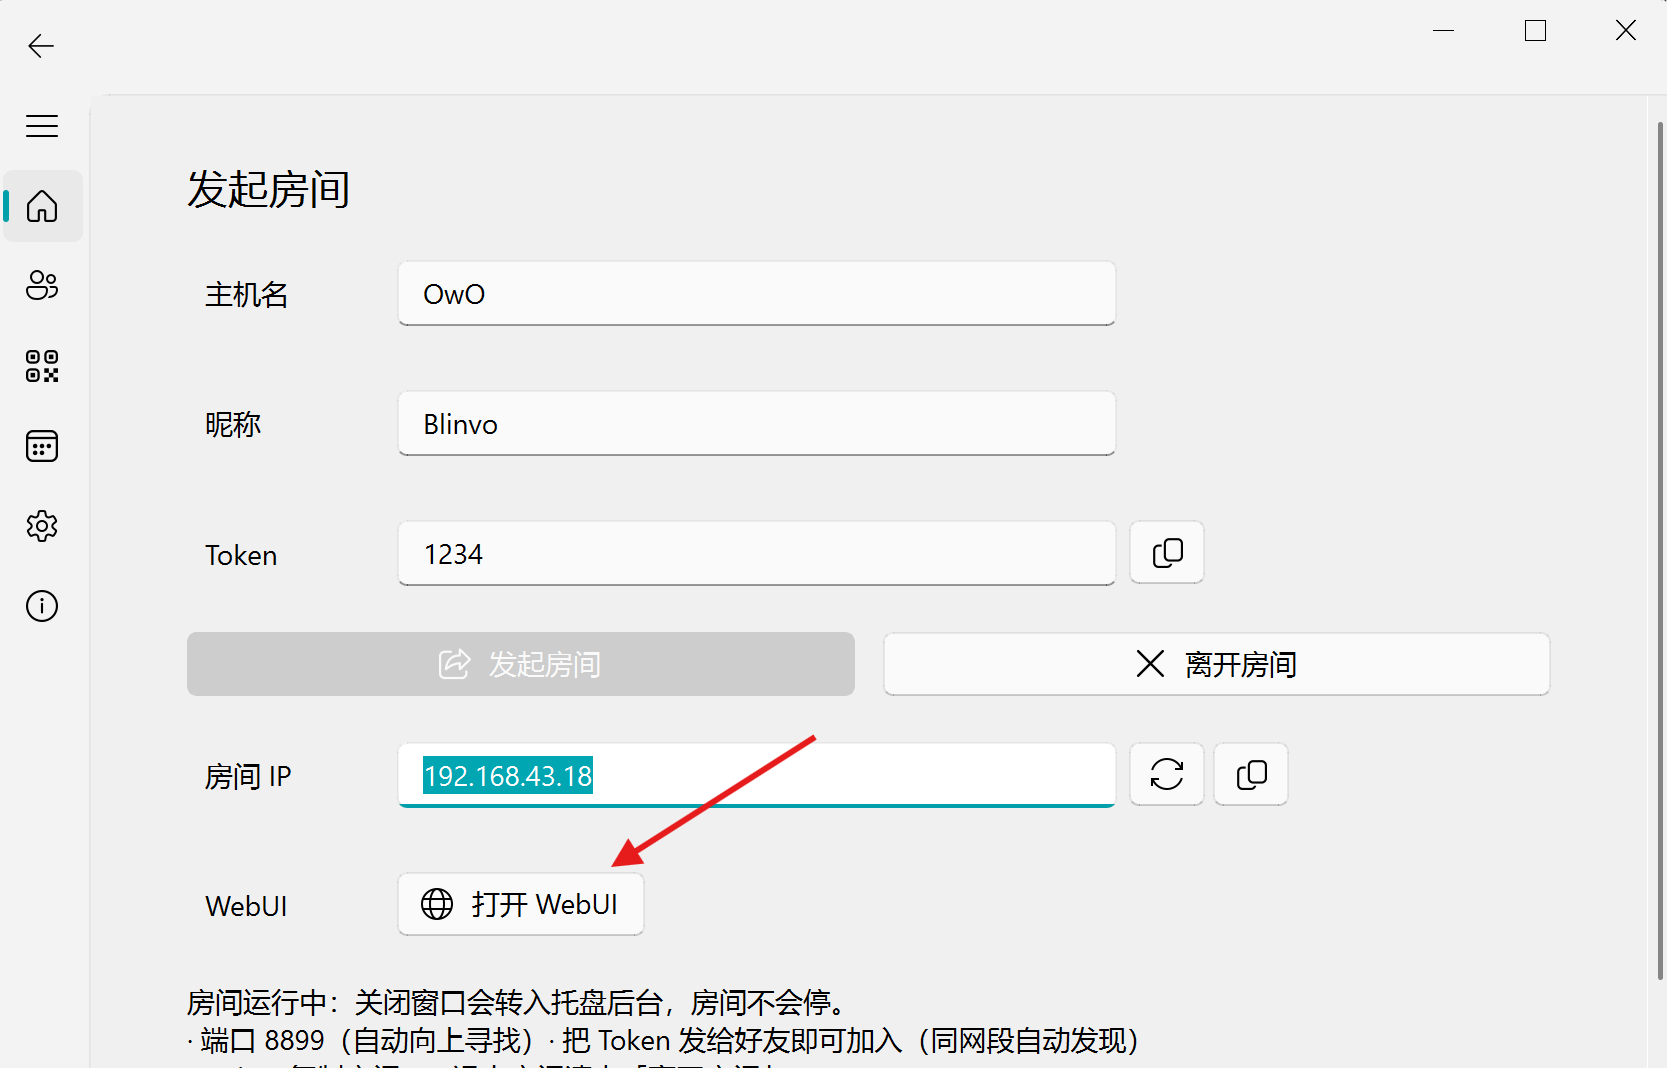 发起房间
主机名
OwO
昵称
Blinvo
Token
1234
发起房间
离开房间
房间 IP
192.168.43.18
WebUI
打开 WebUI
房间运行中：关闭窗口会转入托盘后台，房间不会停。
· 端口 8899（自动向上寻找）· 把 Token 发给好友即可加入（同网段自动发现）